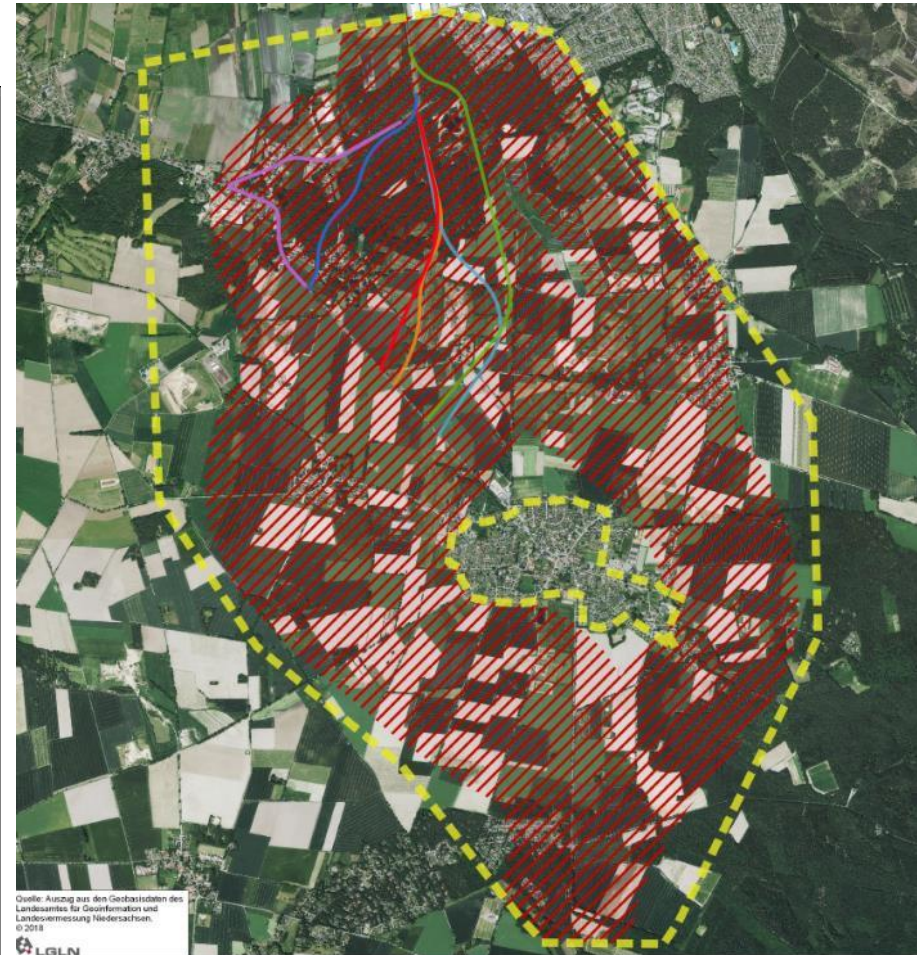 Quelle: Auszug aus den Geobasisdaten des
Landesamtes für Geoinformation und
Landesvermessung Niedersachsen,
© 2018
LGLN